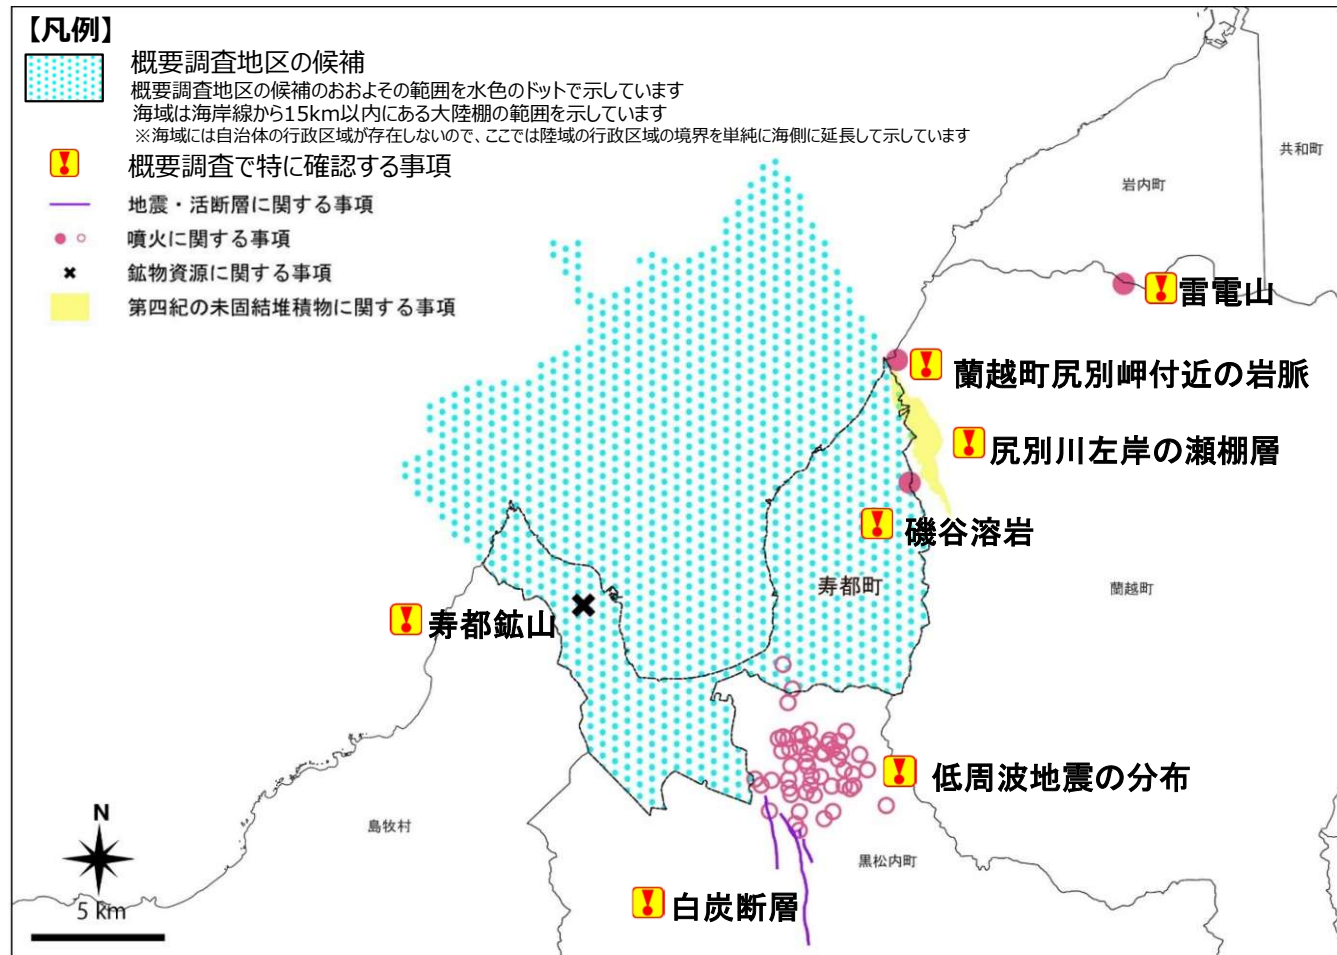 【凡例】
概要調査地区の候補
概要調査地区の候補のおおよその範囲を水色のドットで示しています
海域は海岸線から15km以内にある大陸棚の範囲を示しています
※海域には自治体の行政区域が存在しないので、ここでは陸域の行政区域の境界を単純に海側に延長して示しています
概要調査で特に確認する事項
地震・活断層に関する事項
噴火に関する事項
鉱物資源に関する事項
第四紀の未固結堆積物に関する事項
共和町
岩内町
雷電山
蘭越町尻別岬付近の岩脈
尻別川左岸の瀬棚層
磯谷溶岩
寿都町
蘭越町
寿都鉱山
低周波地震の分布
島牧村
黒松内町
白炭断層
N
5 km